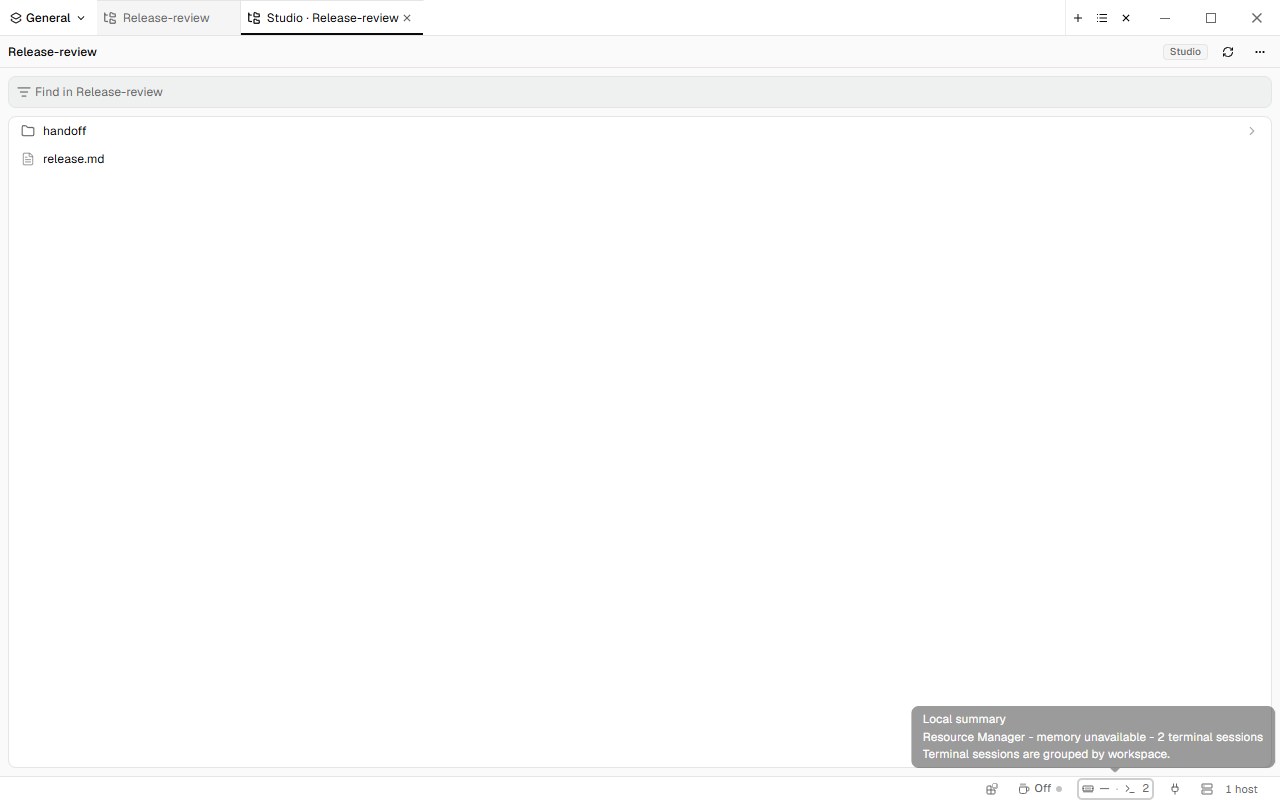 General
Release-review
Studio · Release-review
Release-review
Studio
Find in Release-review
handoff
release.md
Local summary
Resource Manager - memory unavailable - 2 terminal sessions
Terminal sessions are grouped by workspace.
Off
— · 2
1 host